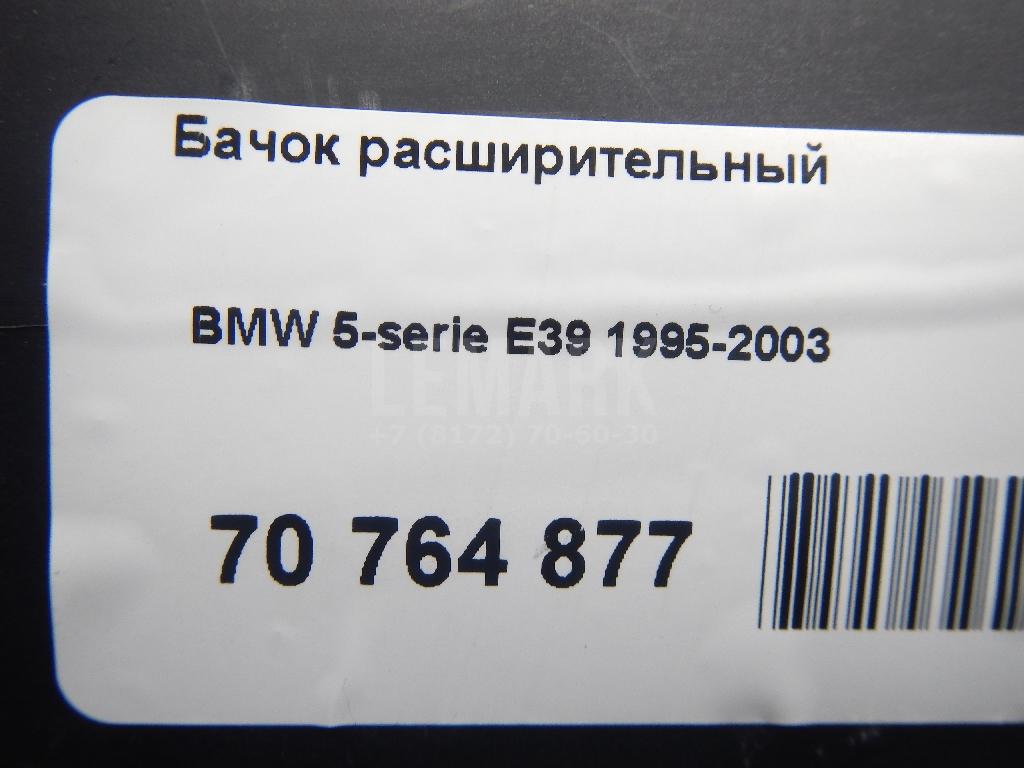 Бачок расширительный
BMW 5-serie E39 1995-2003
LEMARK
+7 (8172) 70-60-30
70 764 877